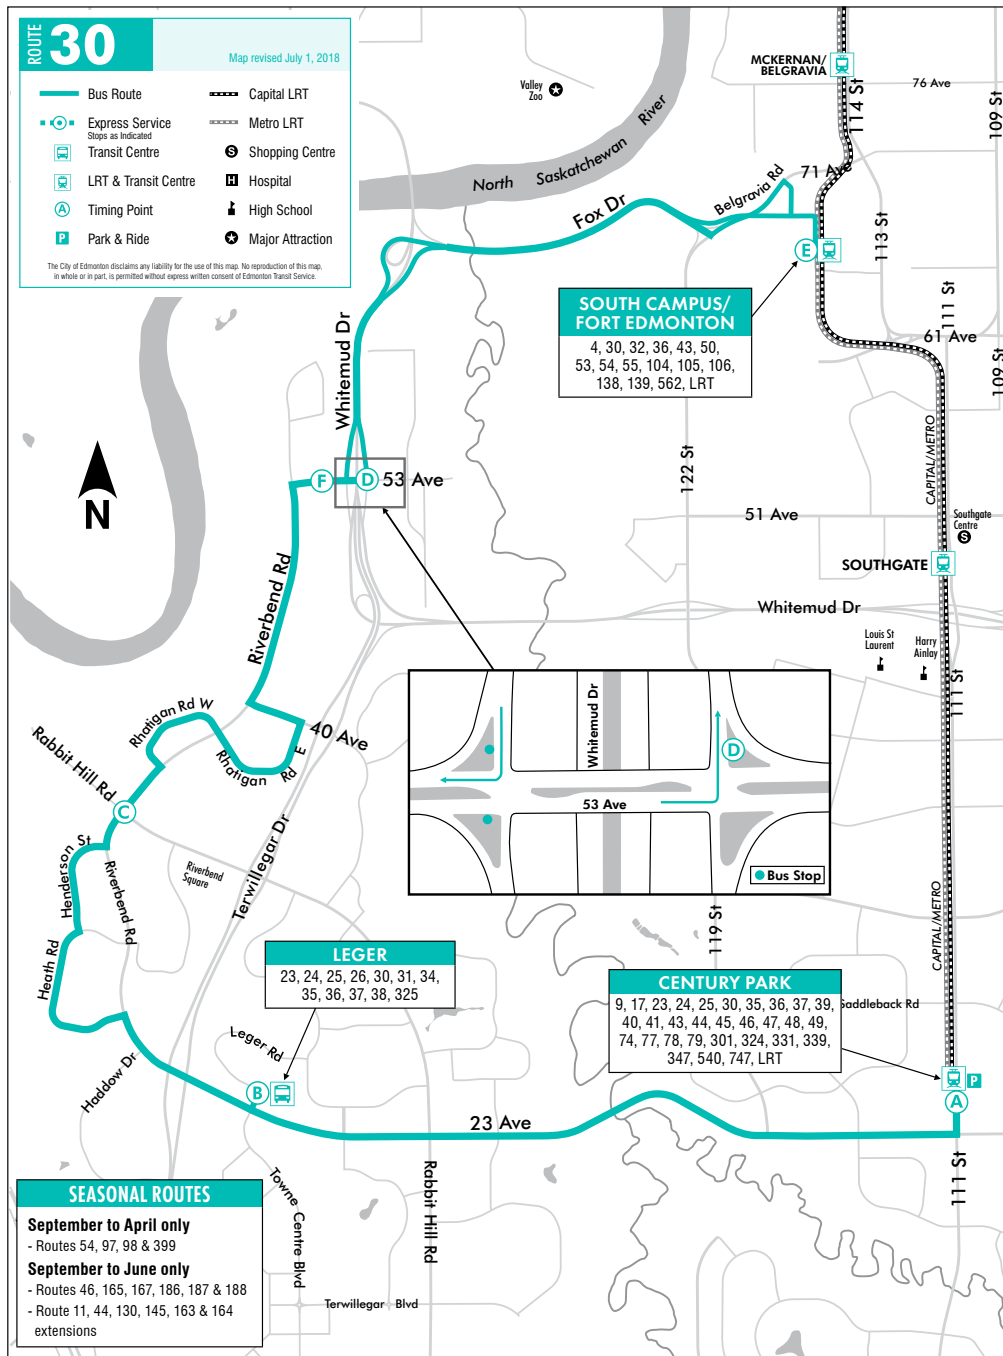 ROUTE 30
Map revised July 1, 2018
Bus Route
Express Service
Stops as Indicated
Transit Centre
LRT & Transit Centre
A Timing Point
P Park & Ride
Capital LRT
Metro LRT
S Shopping Centre
H Hospital
High School
Major Attraction
The City of Edmonton disclaims any liability for the use of this map. No reproduction of this map,
in whole or in part, is permitted without express written consent of Edmonton Transit Service.
Valley
Zoo
North Saskatchewan River
MCKERNAN/
BELGRAVIA
76 Ave
114 St
109 St
71 Ave
Belgravia Rd
Fox Dr
113 St
E
111 St
61 Ave
109 St
SOUTH CAMPUS/
FORT EDMONTON
4, 30, 32, 36, 43, 50,
53, 54, 55, 104, 105, 106,
138, 139, 562, LRT
Whitemud Dr
N
F
D
53 Ave
122 St
CAPITAL/METRO
51 Ave
Southgate
Centre
S
SOUTHGATE
Riverbend Rd
Whitemud Dr
Louis St
Laurent
Harry
Ainlay
111 St
Rhatigan Rd W
40 Ave
Rhatigan Rd E
Rabbit Hill Rd
C
Whitemud Dr
D
53 Ave
Bus Stop
Henderson St
Riverbend Rd
Riverbend
Square
Terwillegar Dr
119 St
CAPITAL/METRO
Heath Rd
LEGER
23, 24, 25, 26, 30, 31, 34,
35, 36, 37, 38, 325
CENTURY PARK
9, 17, 23, 24, 25, 30, 35, 36, 37, 39,
40, 41, 43, 44, 45, 46, 47, 48, 49,
74, 77, 78, 79, 301, 324, 331, 339,
347, 540, 747, LRT
Saddleback Rd
Leger Rd
Haddow Dr
B
P
A
23 Ave
111 St
Rabbit Hill Rd
Towne Centre Blvd
Terwillegar Blvd
SEASONAL ROUTES
September to April only
- Routes 54, 97, 98 & 399
September to June only
- Routes 46, 165, 167, 186, 187 & 188
- Route 11, 44, 130, 145, 163 & 164
extensions